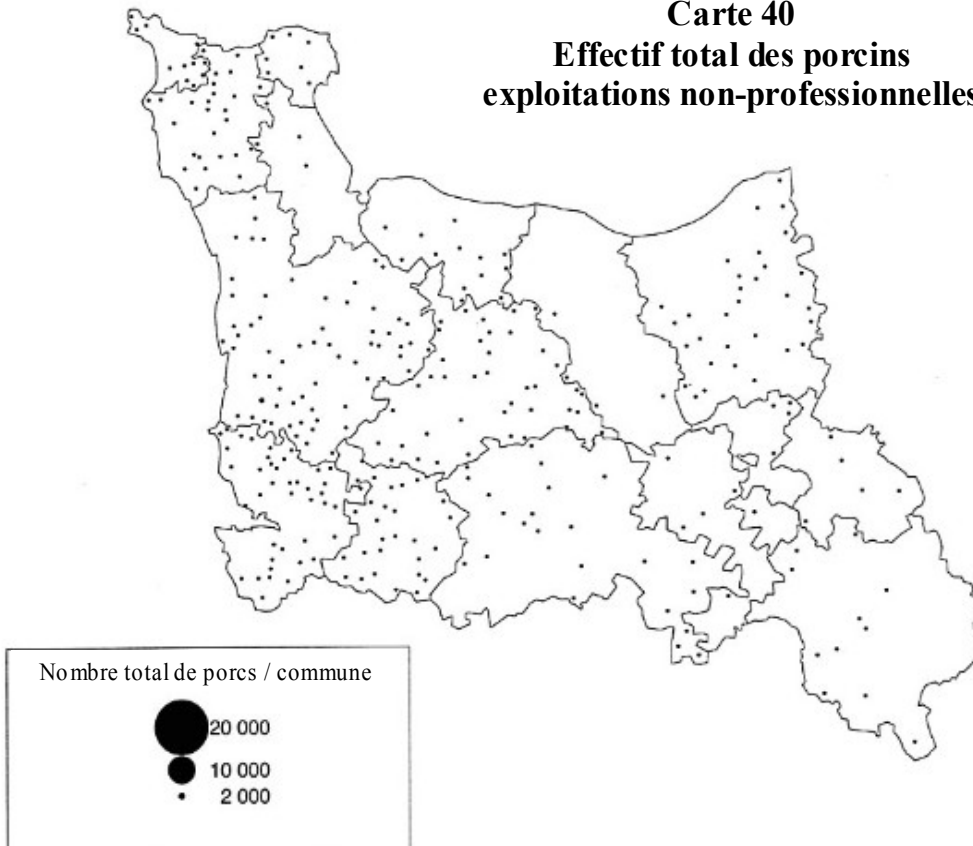 Carte 40
Effectif total des porcins
exploitations non-professionnelles
Nombre total de porcs / commune
20 000
10 000
2 000